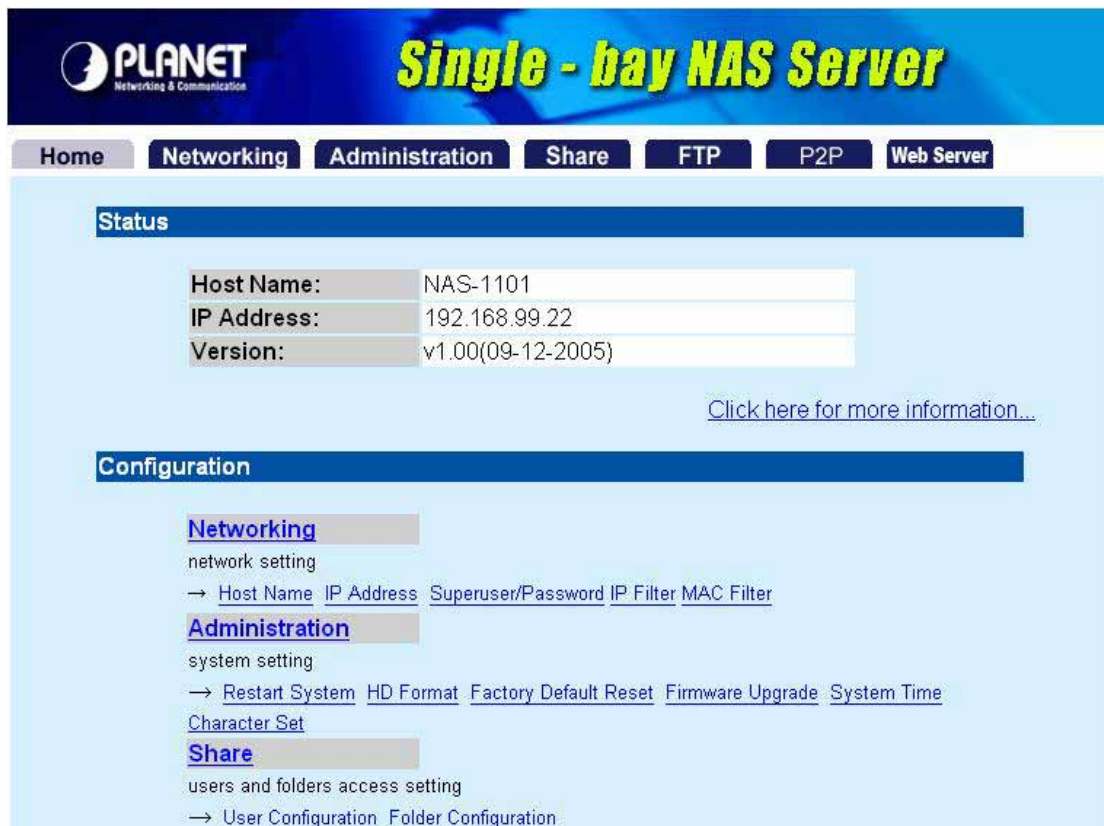 PLANET
Networking & Communication
Single - bay NAS Server
Home Networking Administration Share FTP P2P Web Server
Status
Host Name: NAS-1101
IP Address: 192.168.99.22
Version: v1.00(09-12-2005)
Click here for more information...
Configuration
Networking
network setting
→ Host Name IP Address Superuser/Password IP Filter MAC Filter
Administration
system setting
→ Restart System HD Format Factory Default Reset Firmware Upgrade System Time
Character Set
Share
users and folders access setting
→ User Configuration Folder Configuration